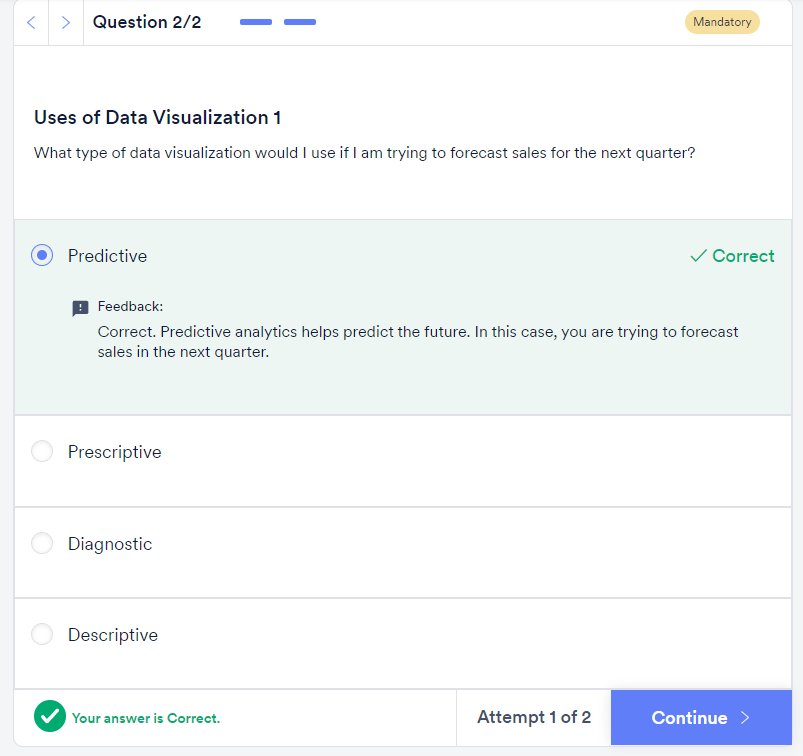 Question 2/2
Mandatory
Uses of Data Visualization 1
What type of data visualization would I use if I am trying to forecast sales for the next quarter?
Predictive
Correct
Feedback:
Correct. Predictive analytics helps predict the future. In this case, you are trying to forecast
sales in the next quarter.
Prescriptive
Diagnostic
Descriptive
Your answer is Correct.
Attempt 1 of 2
Continue